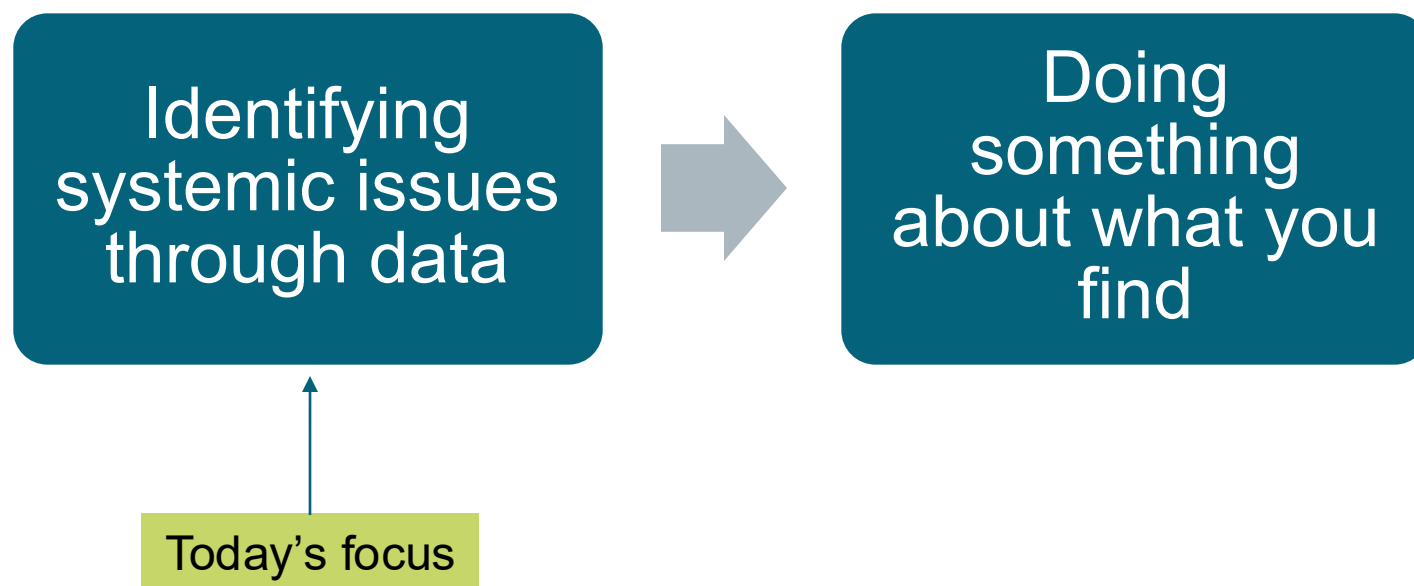 Identifying
systemic issues
through data
Doing
something
about what you
find
Today’s focus